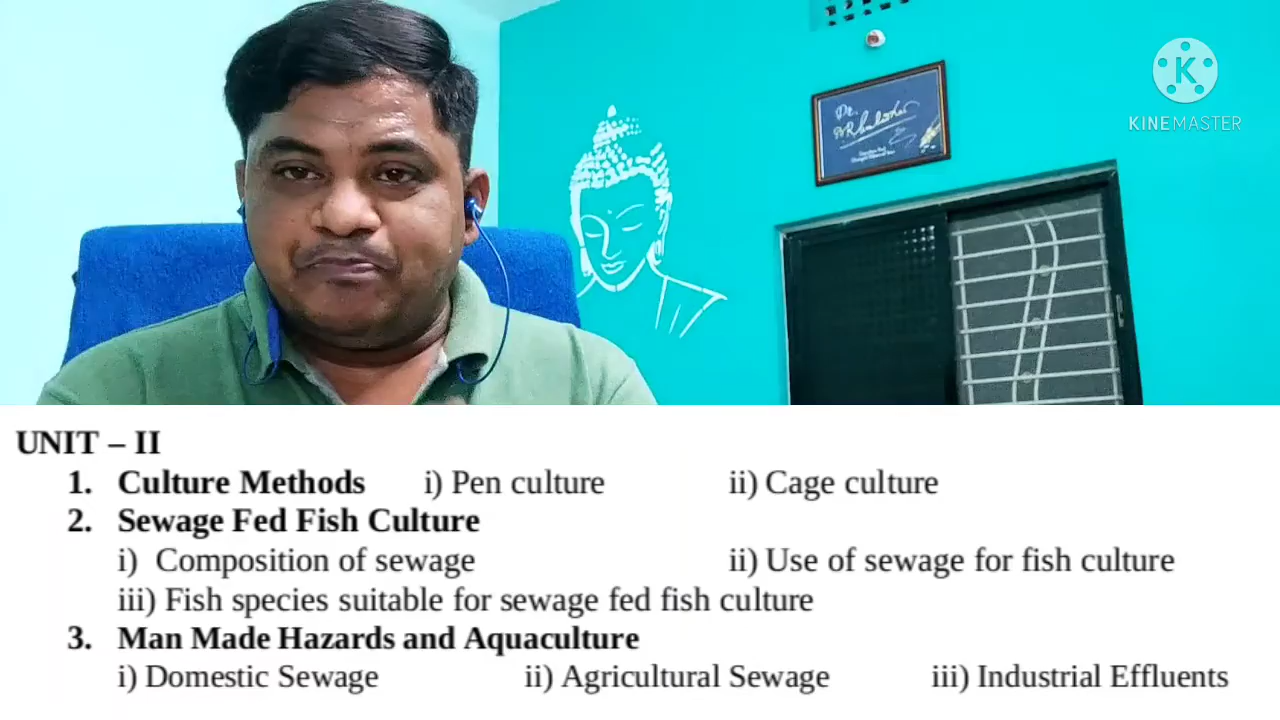 KINEMASTER
Dr.
UNIT – II
1. Culture Methods i) Pen culture ii) Cage culture
2. Sewage Fed Fish Culture
i) Composition of sewage ii) Use of sewage for fish culture
iii) Fish species suitable for sewage fed fish culture
3. Man Made Hazards and Aquaculture
i) Domestic Sewage ii) Agricultural Sewage iii) Industrial Effluents